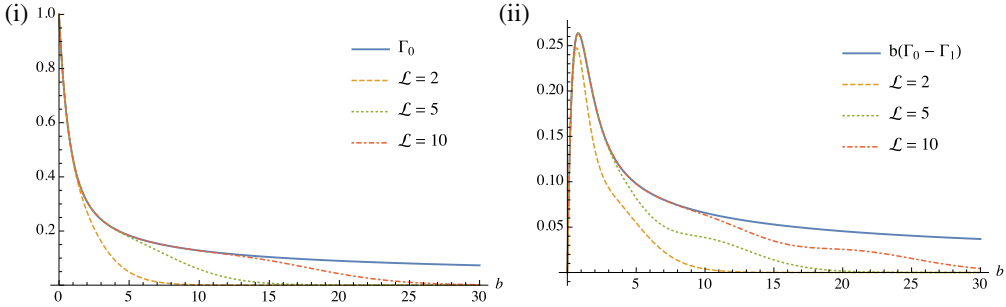 (i)
1.0
0.8
0.6
0.4
0.2
0 5 10 15 20 25 30 b
Γ₀
ℒ = 2
ℒ = 5
ℒ = 10
(ii)
0.25
0.20
0.15
0.10
0.05
5 10 15 20 25 30 b
b(Γ₀ − Γ₁)
ℒ = 2
ℒ = 5
ℒ = 10